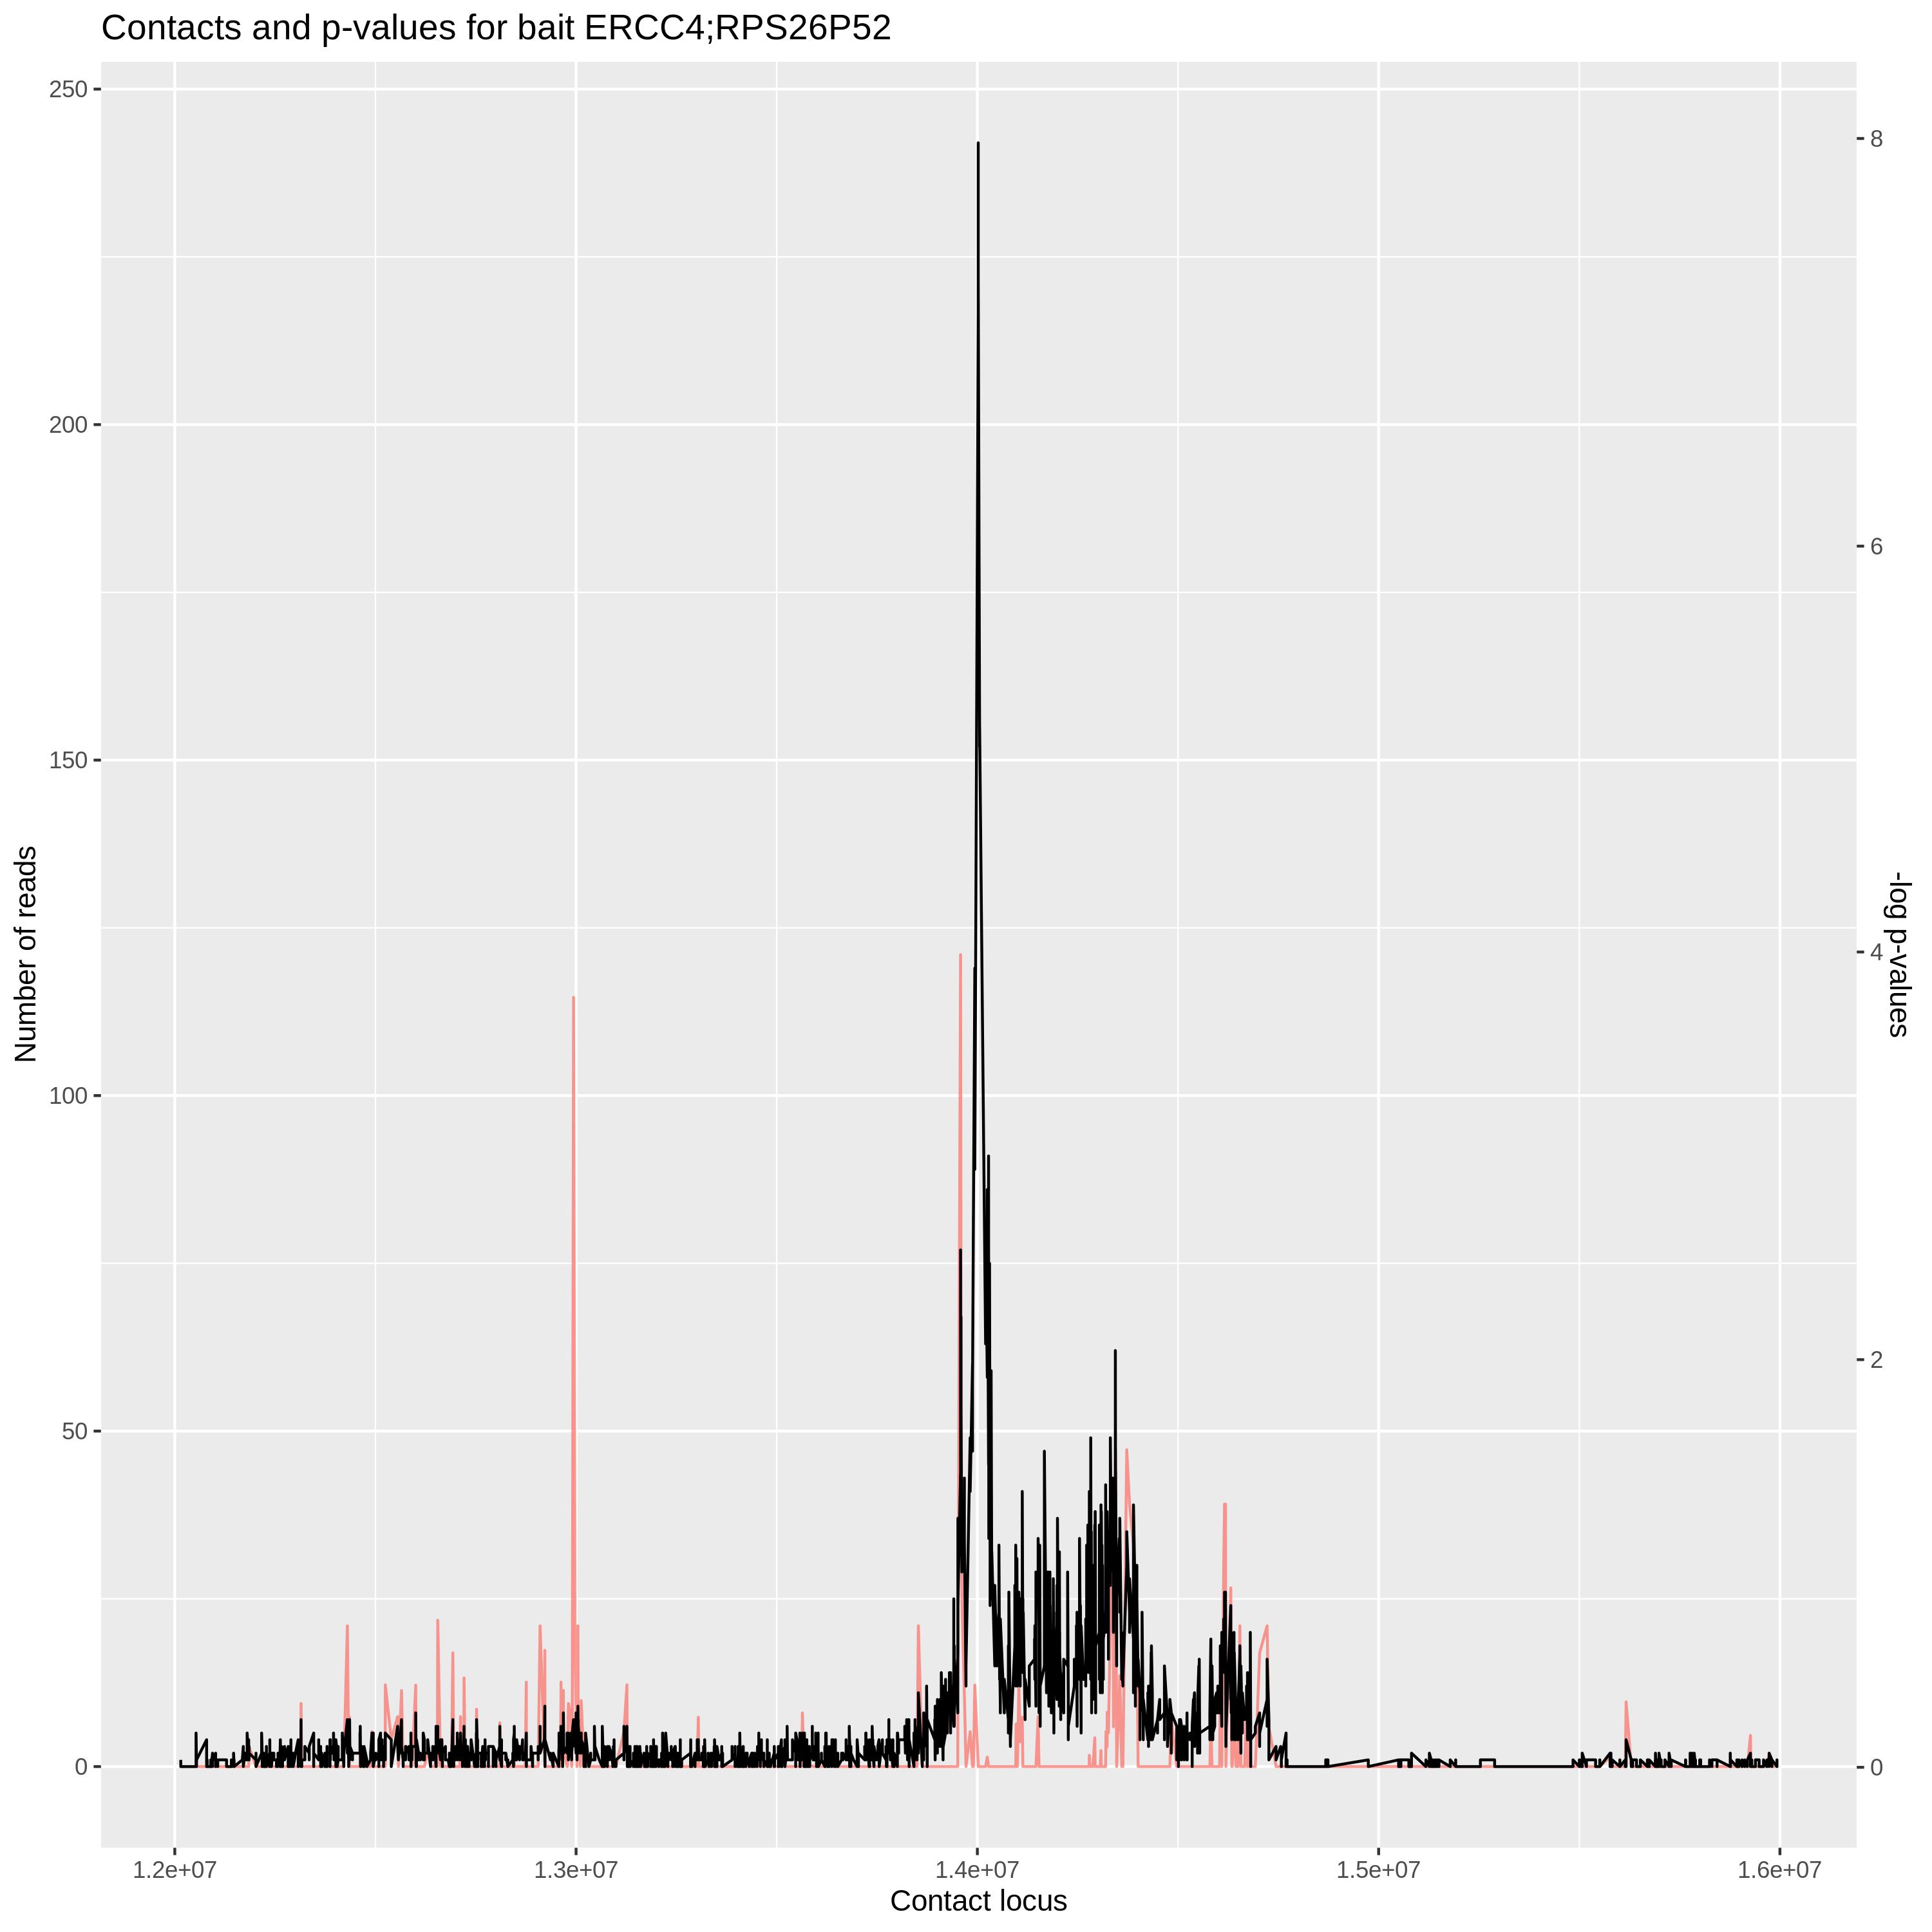 Contacts and p-values for bait ERCC4;RPS26P52
250
200
150
100
50
0
Number of reads
8
6
4
2
0
-log p-values
1.2e+07
1.3e+07
1.4e+07
1.5e+07
1.6e+07
Contact locus